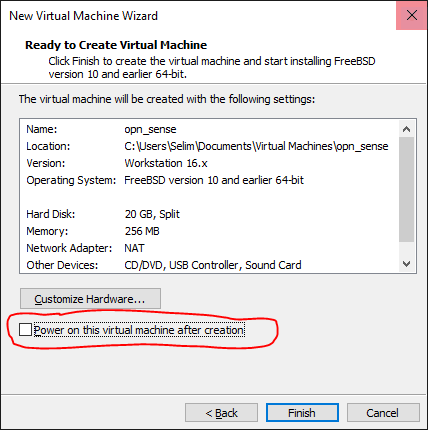 New Virtual Machine Wizard
Ready to Create Virtual Machine
Click Finish to create the virtual machine and start installing FreeBSD
version 10 and earlier 64-bit.
The virtual machine will be created with the following settings:
Name: opn_sense
Location: C:\Users\Selim\Documents\Virtual Machines\opn_sense
Version: Workstation 16.x
Operating System: FreeBSD version 10 and earlier 64-bit
Hard Disk: 20 GB, Split
Memory: 256 MB
Network Adapter: NAT
Other Devices: CD/DVD, USB Controller, Sound Card
Customize Hardware...
Power on this virtual machine after creation
< Back Finish Cancel